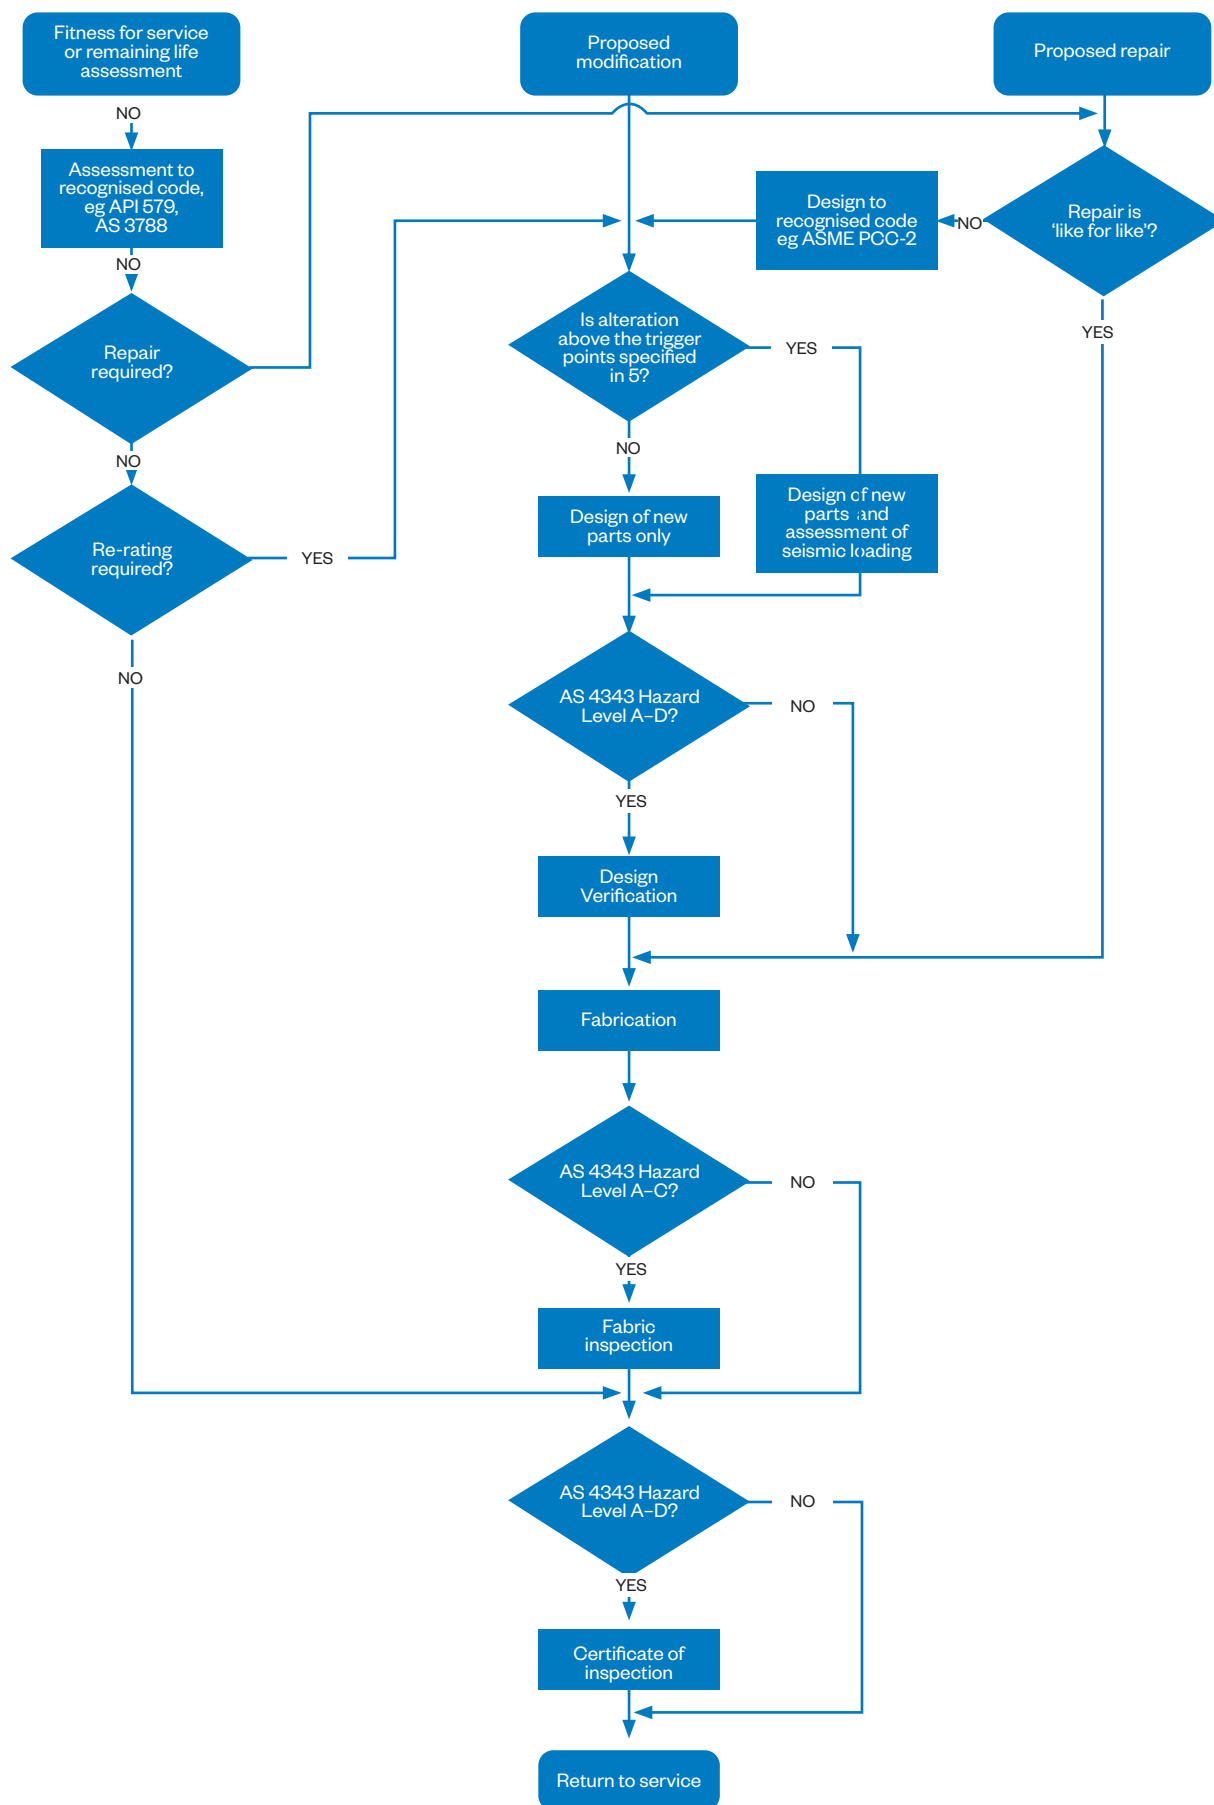 Fitness for service
or remaining life
assessment
Proposed
modification
Proposed repair
NO
Assessment to
recognised code,
eg API 579,
AS 3788
Design to
recognised code
eg ASME PCC-2
NO
Repair is
‘like for like’?
NO
YES
Repair
required?
Is alteration
above the trigger
points specified
in 5?
YES
NO
NO
Re-rating
required?
YES
Design of new
parts only
Design of new
parts and
assessment of
seismic loading
NO
AS 4343 Hazard
Level A–D?
NO
YES
Design
Verification
Fabrication
AS 4343 Hazard
Level A–C?
NO
YES
Fabric
inspection
AS 4343 Hazard
Level A–D?
NO
YES
Certificate of
inspection
Return to service